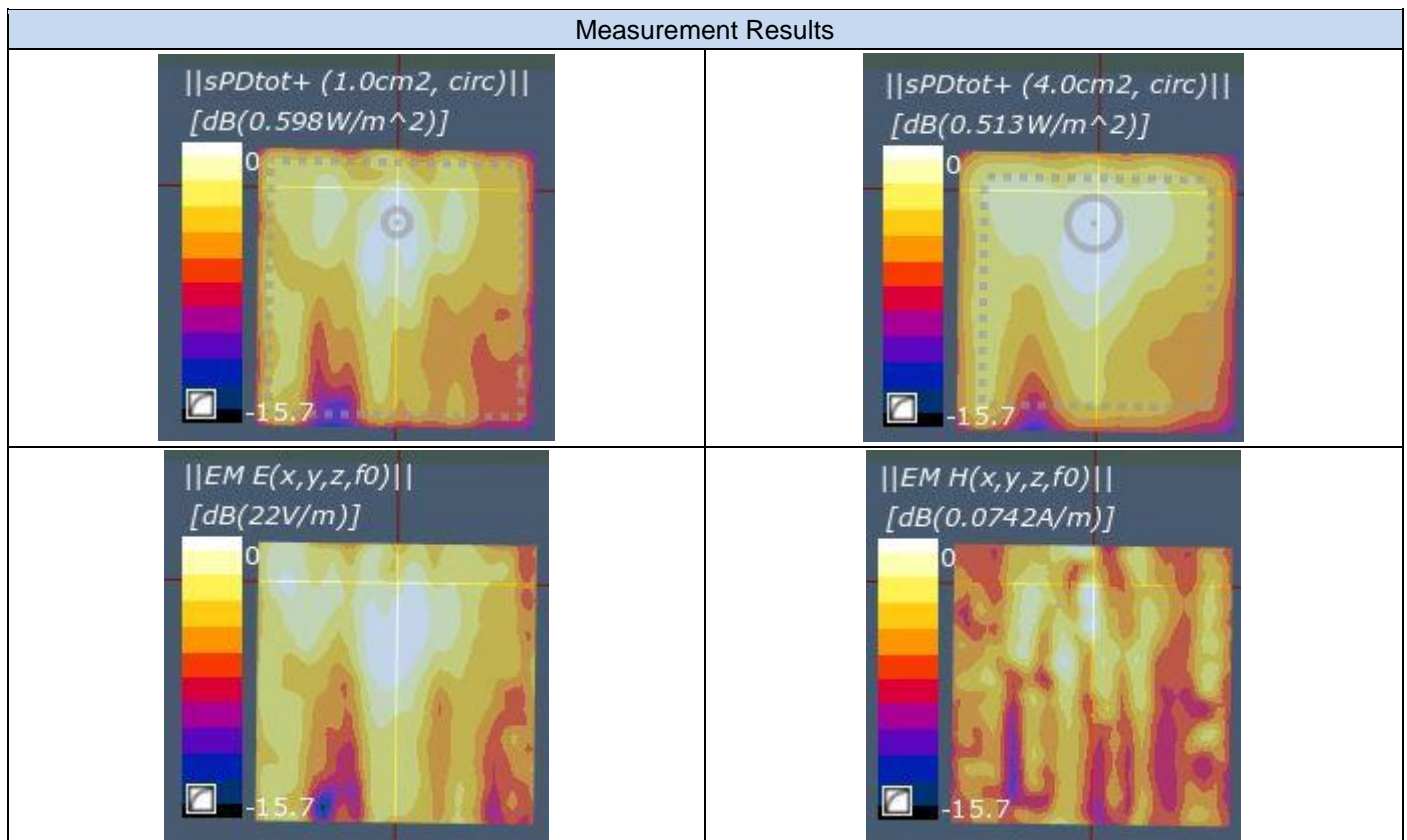 Measurement Results
||sPDtot+ (1.0cm2, circ)||
[dB(0.598W/m^2)]
0
-15.7
||sPDtot+ (4.0cm2, circ)||
[dB(0.513W/m^2)]
0
-15.7
||EM E(x,y,z,f0)||
[dB(22V/m)]
0
-15.7
||EM H(x,y,z,f0)||
[dB(0.0742A/m)]
0
-15.7